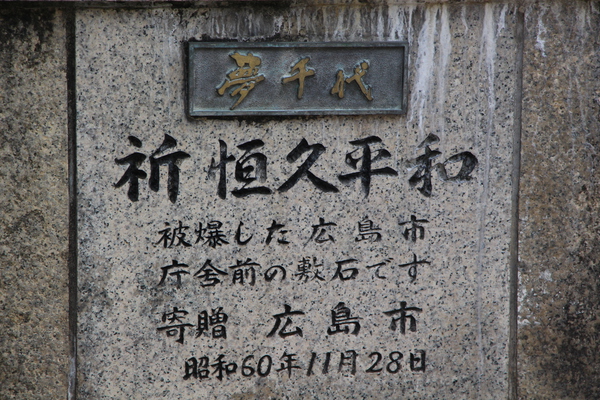 夢千代
祈恒久平和
被爆した広島市
庁舎前の敷石です
寄贈 広島市
昭和60年11月28日